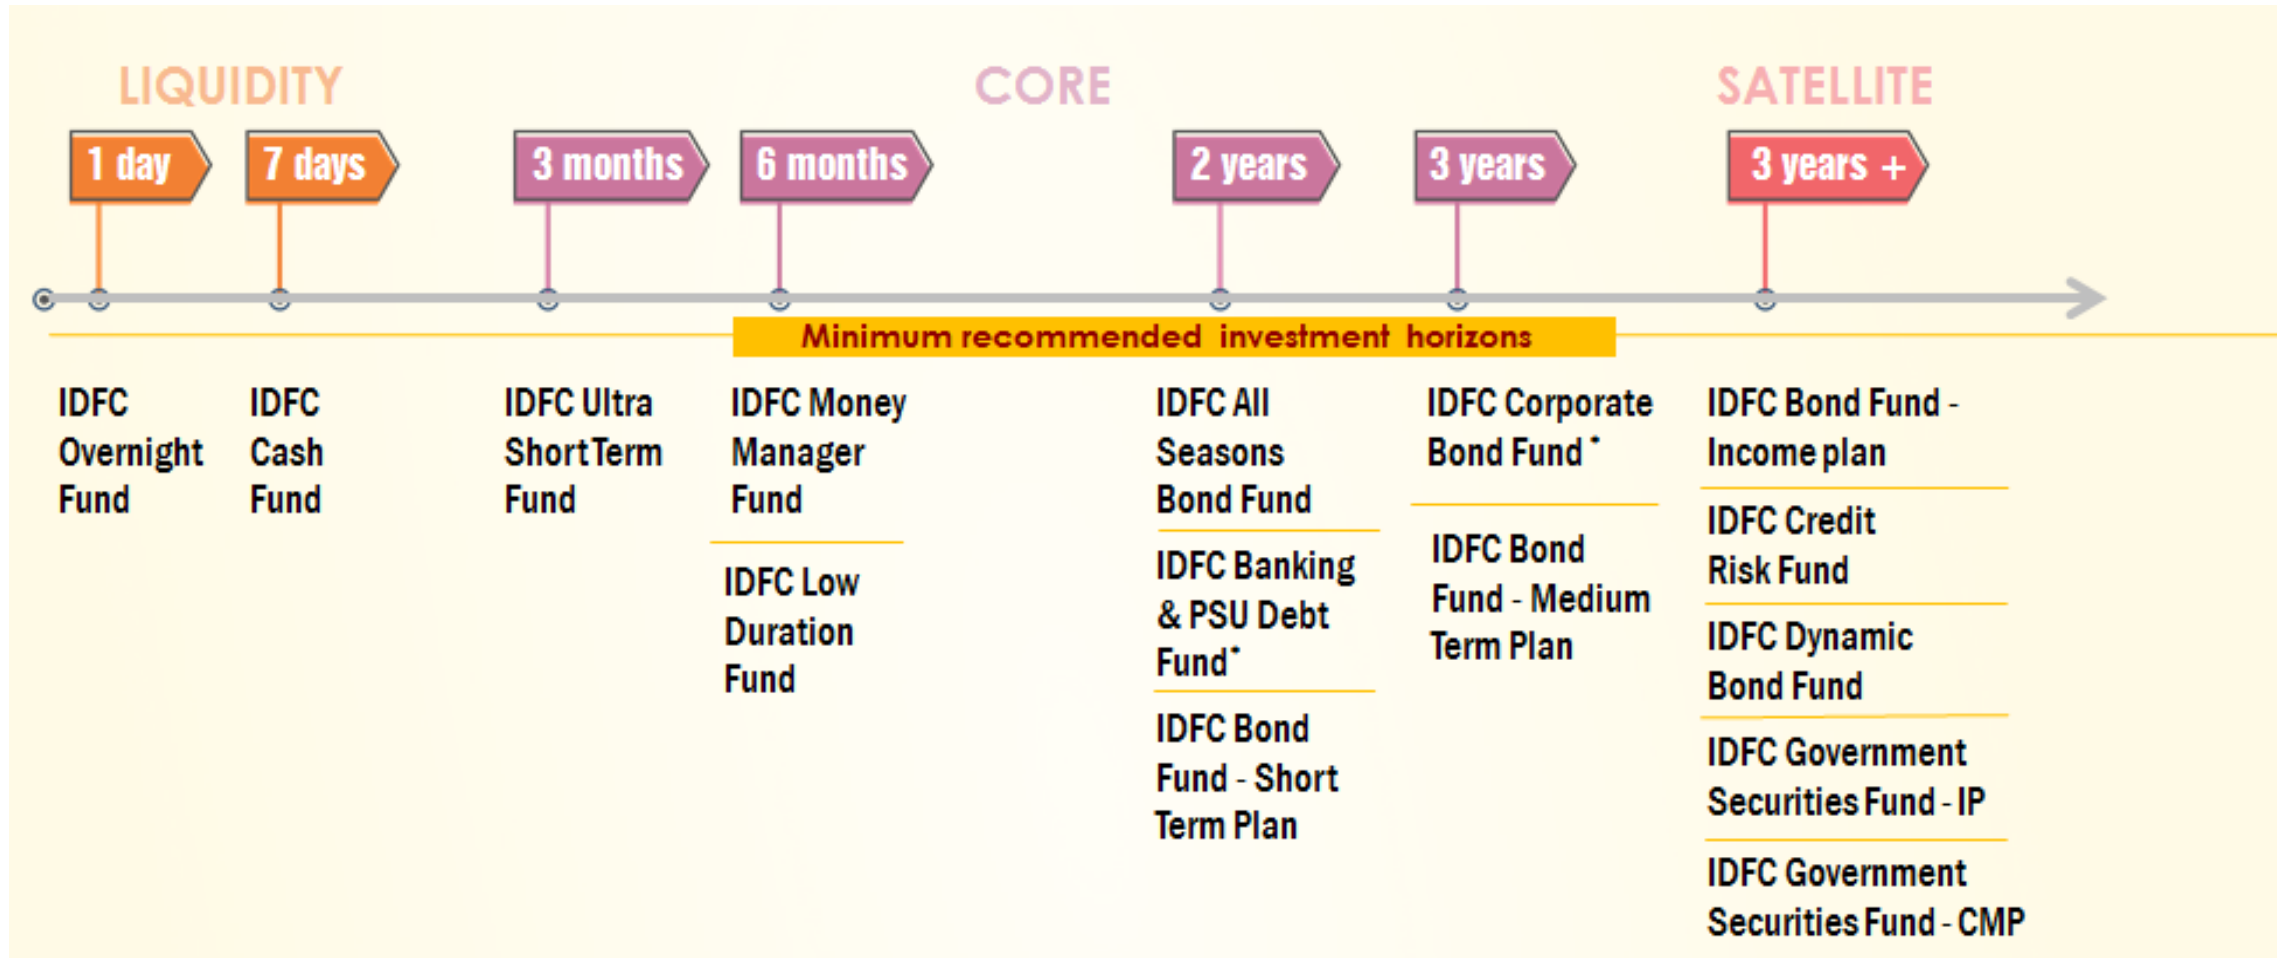 LIQUIDITY
CORE
SATELLITE
1 day
7 days
3 months
6 months
2 years
3 years
3 years +
Minimum recommended investment horizons
IDFC
Overnight
Fund
IDFC
Cash
Fund
IDFC Ultra
Short Term
Fund
IDFC Money
Manager
Fund
IDFC Low
Duration
Fund
IDFC All
Seasons
Bond Fund
IDFC Banking
& PSU Debt
Fund*
IDFC Bond
Fund - Short
Term Plan
IDFC Corporate
Bond Fund *
IDFC Bond
Fund - Medium
Term Plan
IDFC Bond Fund -
Income plan
IDFC Credit
Risk Fund
IDFC Dynamic
Bond Fund
IDFC Government
Securities Fund - IP
IDFC Government
Securities Fund - CMP